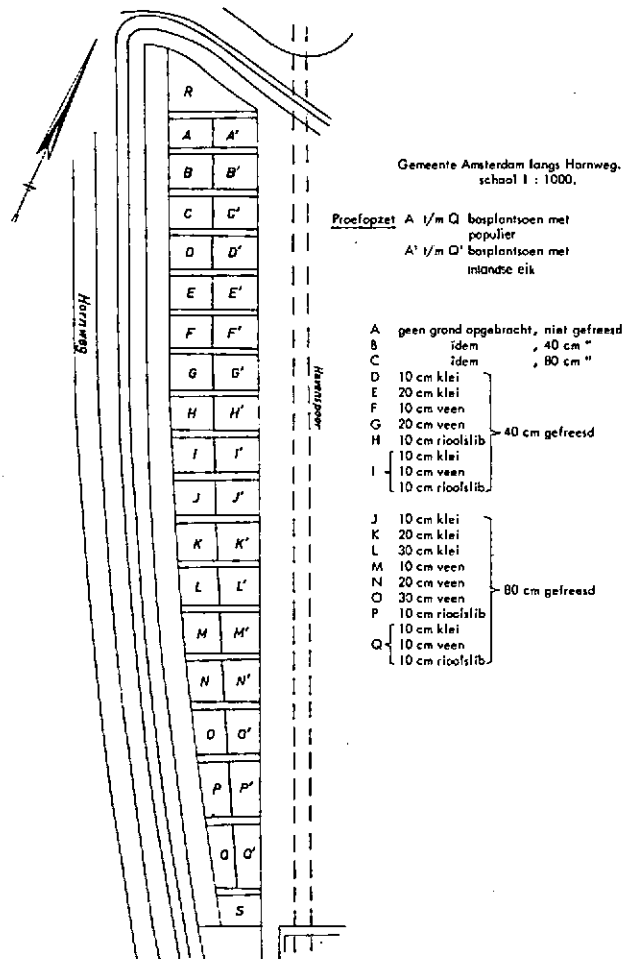 R
A A'
B B'
C C'
D D'
E E'
F F'
G G'
H H'
I I'
J J'
K K'
L L'
M M'
N N'
O O'
P P'
Q Q'
S
Hornweg
Havenspoor
Gemeente Amsterdam langs Hornweg.
schaal 1 : 1000.
Proefopzet A t/m Q bosplantsoen met
populier
A' t/m Q' bosplantsoen met
inlandse eik
A geen grond opgebracht, niet gefreesd
B idem , 40 cm "
C idem , 80 cm "
D 10 cm klei
E 20 cm klei
F 10 cm veen
G 20 cm veen
H 10 cm rioolslib
40 cm gefreesd
10 cm klei
I 10 cm veen
10 cm rioolslib
J 10 cm klei
K 20 cm klei
L 30 cm klei
M 10 cm veen
N 20 cm veen
80 cm gefreesd
O 30 cm veen
P 10 cm rioolslib
10 cm klei
Q 10 cm veen
10 cm rioolslib